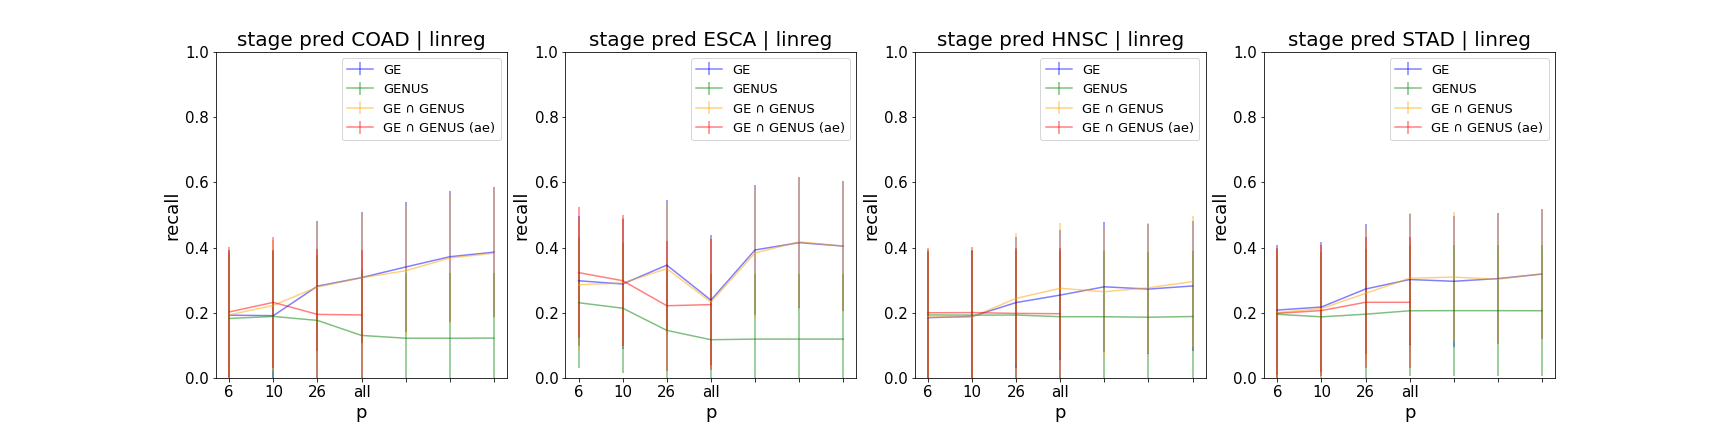 stage pred COAD | linreg
recall
1.0
0.8
0.6
0.4
0.2
0.0
GE
GENUS
GE ∩ GENUS
GE ∩ GENUS (ae)
6 10 26 all
p
stage pred ESCA | linreg
recall
1.0
0.8
0.6
0.4
0.2
0.0
GE
GENUS
GE ∩ GENUS
GE ∩ GENUS (ae)
6 10 26 all
p
stage pred HNSC | linreg
recall
1.0
0.8
0.6
0.4
0.2
0.0
GE
GENUS
GE ∩ GENUS
GE ∩ GENUS (ae)
6 10 26 all
p
stage pred STAD | linreg
recall
1.0
0.8
0.6
0.4
0.2
0.0
GE
GENUS
GE ∩ GENUS
GE ∩ GENUS (ae)
6 10 26 all
p